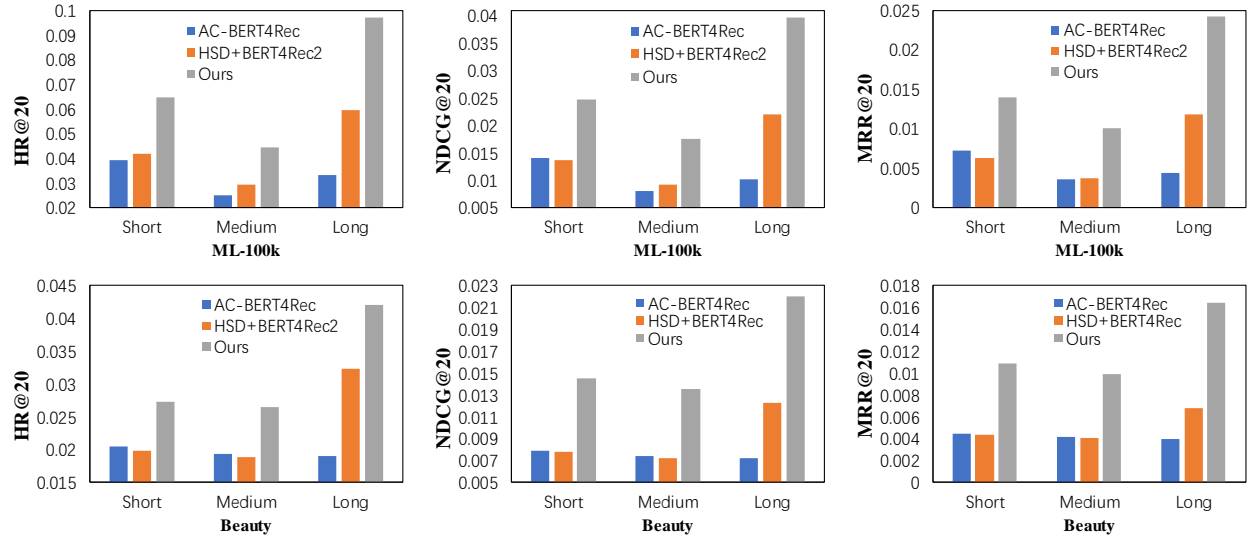 0.1
0.09
0.08
0.07
0.06
0.05
0.04
0.03
0.02
HR@20
AC-BERT4Rec
HSD+BERT4Rec2
Ours
Short Medium Long
ML-100k
0.04
0.035
0.03
0.025
0.02
0.015
0.01
0.005
NDCG@20
AC-BERT4Rec
HSD+BERT4Rec2
Ours
Short Medium Long
ML-100k
0.025
0.02
0.015
0.01
0.005
0
MRR@20
AC-BERT4Rec
HSD+BERT4Rec2
Ours
Short Medium Long
ML-100k
0.045
0.04
0.035
0.03
0.025
0.02
0.015
HR@20
AC-BERT4Rec
HSD+BERT4Rec2
Ours
Short Medium Long
Beauty
0.023
0.021
0.019
0.017
0.015
0.013
0.011
0.009
0.007
0.005
NDCG@20
AC-BERT4Rec
HSD+BERT4Rec
Ours
Short Medium Long
Beauty
0.018
0.016
0.014
0.012
0.01
0.008
0.006
0.004
0.002
0
MRR@20
AC-BERT4Rec
HSD+BERT4Rec
Ours
Short Medium Long
Beauty